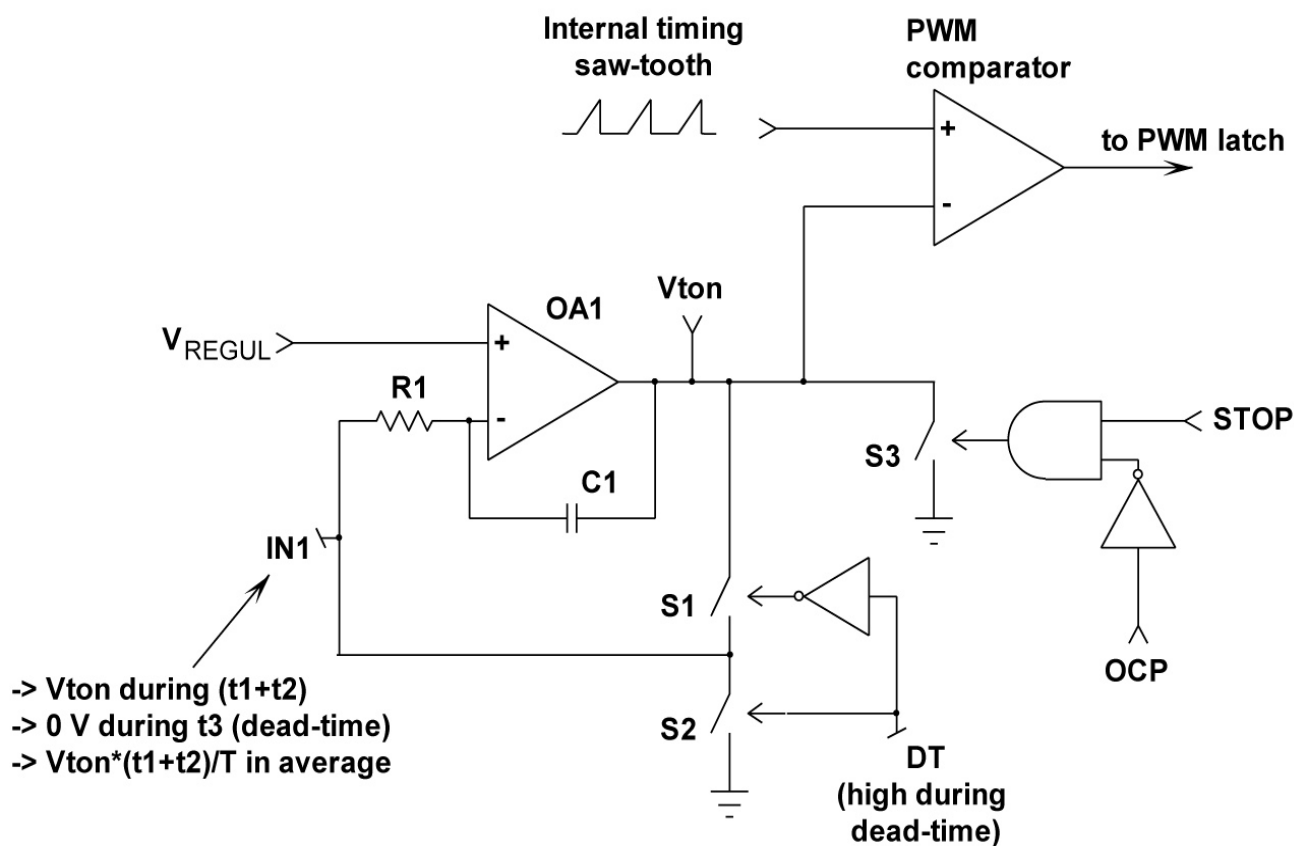 Internal timing
saw-tooth
PWM
comparator
+
-
to PWM latch
Vton
OA1
VREGUL
+
-
R1
C1
S3
STOP
IN1
S1
OCP
-> Vton during (t1+t2)
-> 0 V during t3 (dead-time)
-> Vton*(t1+t2)/T in average
S2
DT
(high during
dead-time)